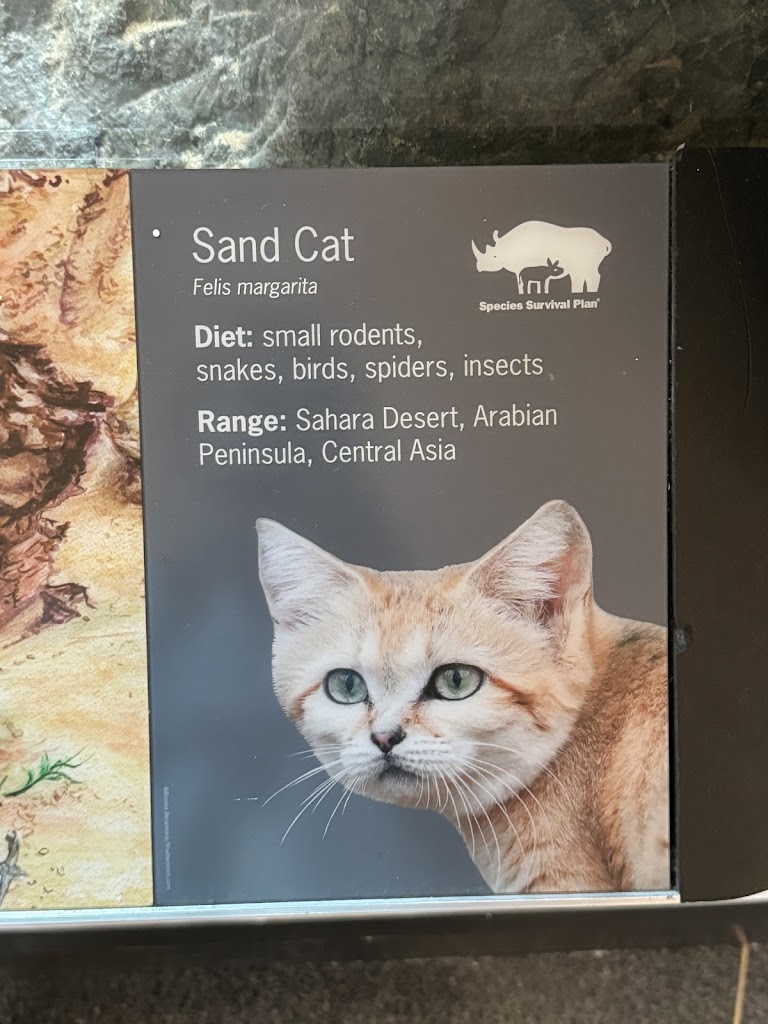 Sand Cat
Felis margarita
Species Survival Plan®
Diet: small rodents,
snakes, birds, spiders, insects
Range: Sahara Desert, Arabian
Peninsula, Central Asia